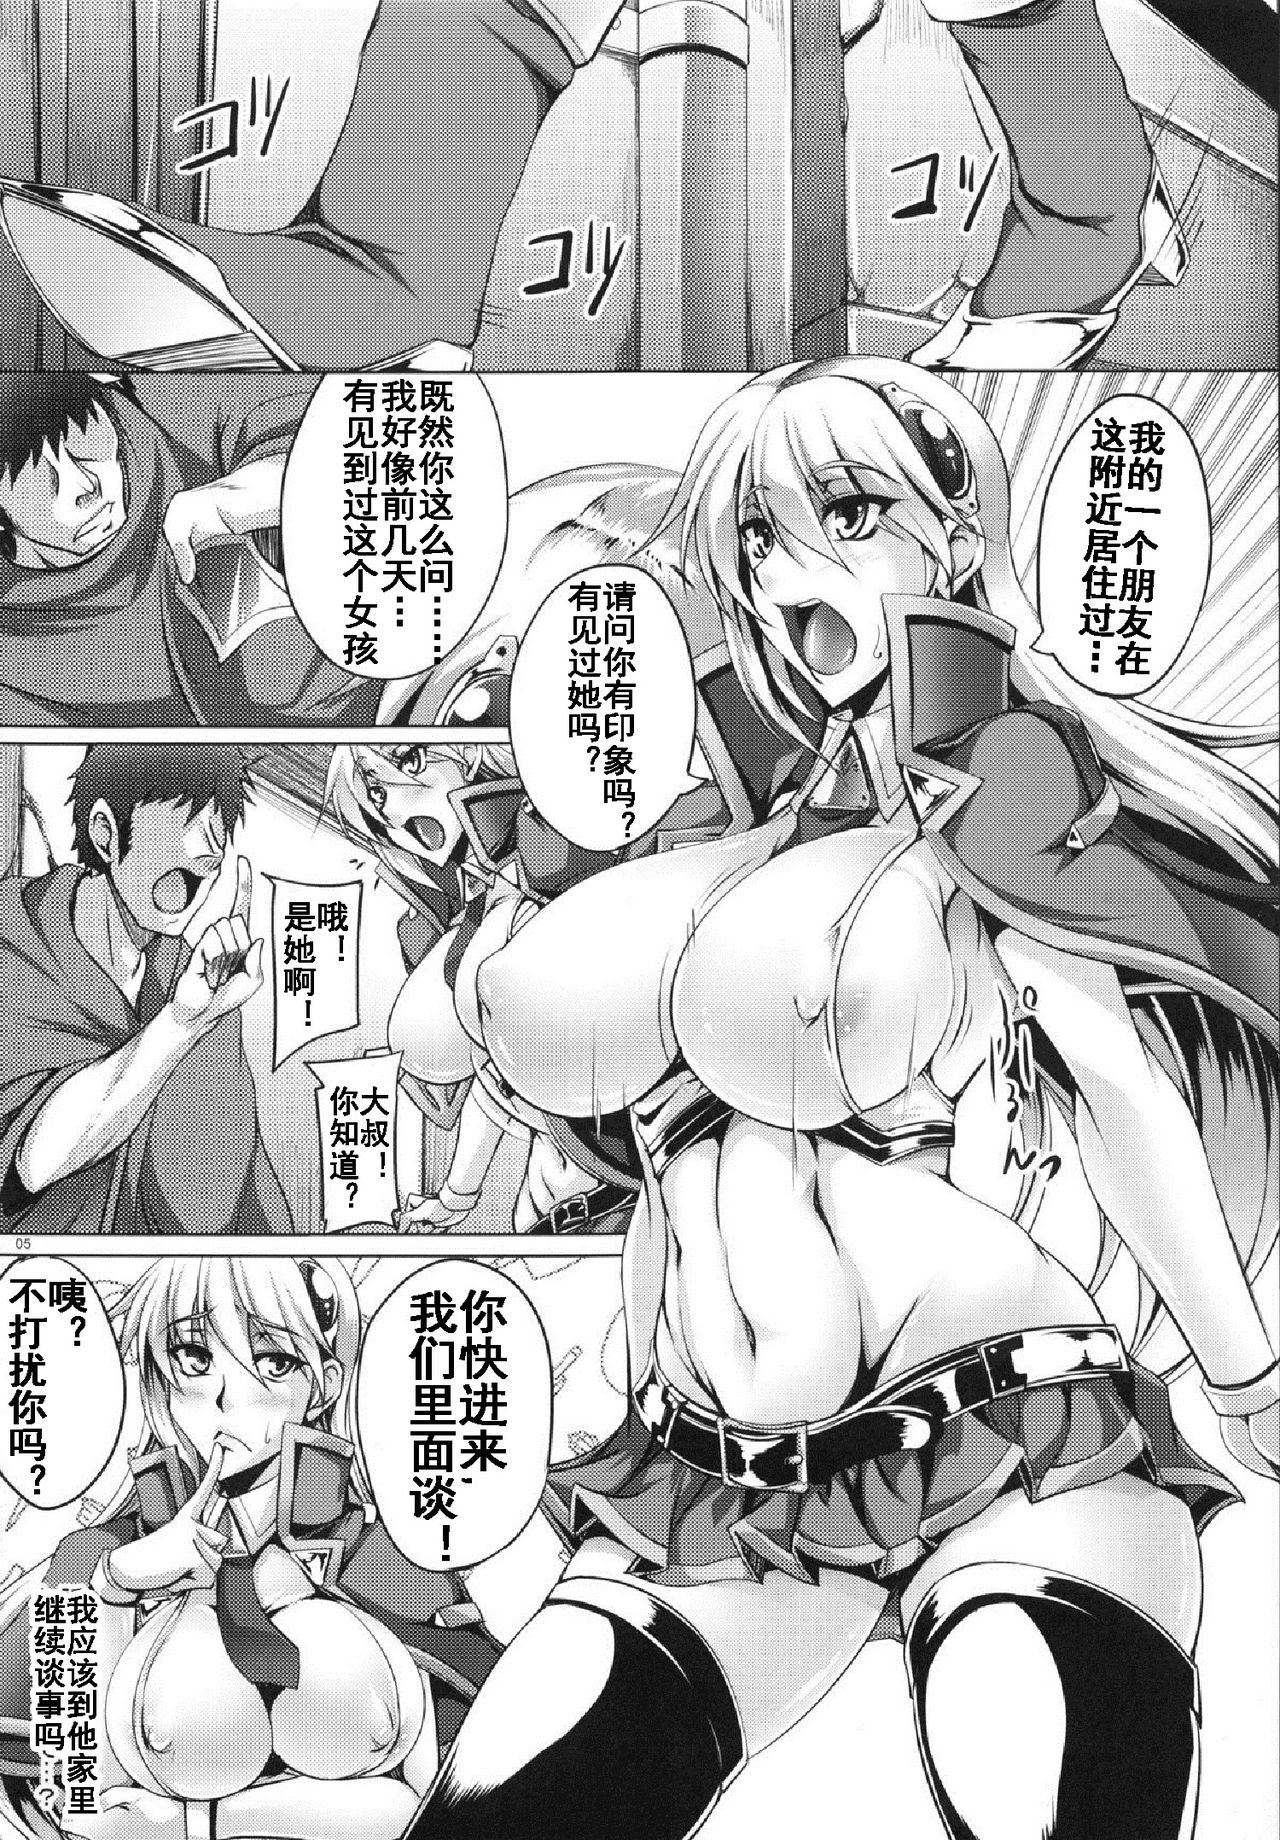 コツ
コツ
コツ
我的一个朋友在
这附近居住过…
请问你有印象吗？
有见过她吗？
既然你这么问……
我好像前几天…
有见到过这个女孩
哦！
是她啊！
大叔！
你知道？
你快进来
我们里面谈！
咦？
不打扰你吗？
我应该到他家里
继续谈事吗…？
05